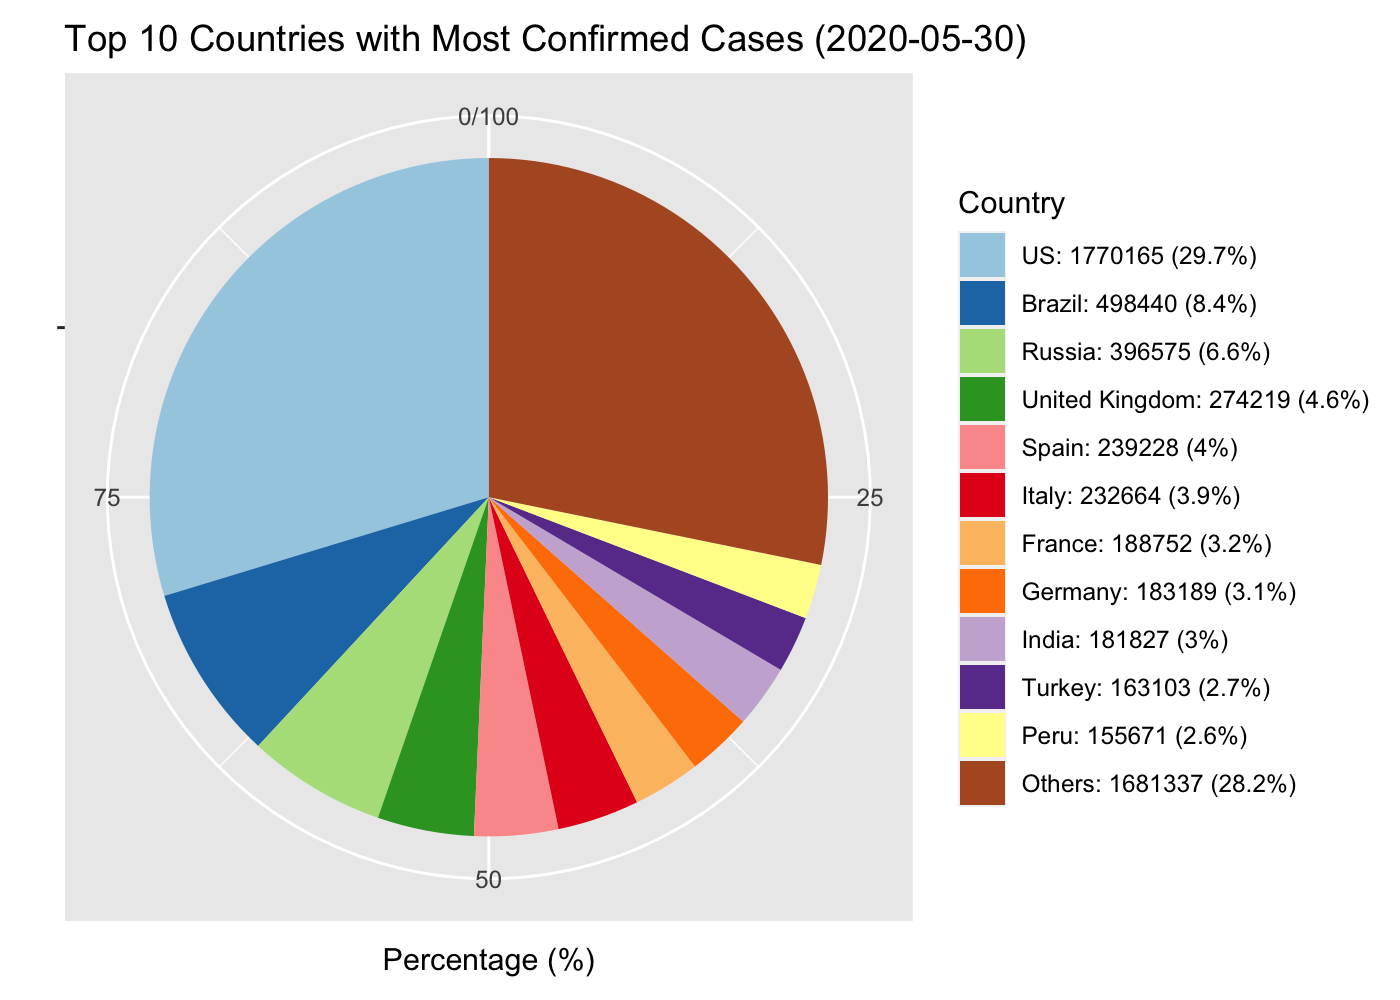 Top 10 Countries with Most Confirmed Cases (2020-05-30)
0/100
25
50
75
-
Percentage (%)
Country
US: 1770165 (29.7%)
Brazil: 498440 (8.4%)
Russia: 396575 (6.6%)
United Kingdom: 274219 (4.6%)
Spain: 239228 (4%)
Italy: 232664 (3.9%)
France: 188752 (3.2%)
Germany: 183189 (3.1%)
India: 181827 (3%)
Turkey: 163103 (2.7%)
Peru: 155671 (2.6%)
Others: 1681337 (28.2%)